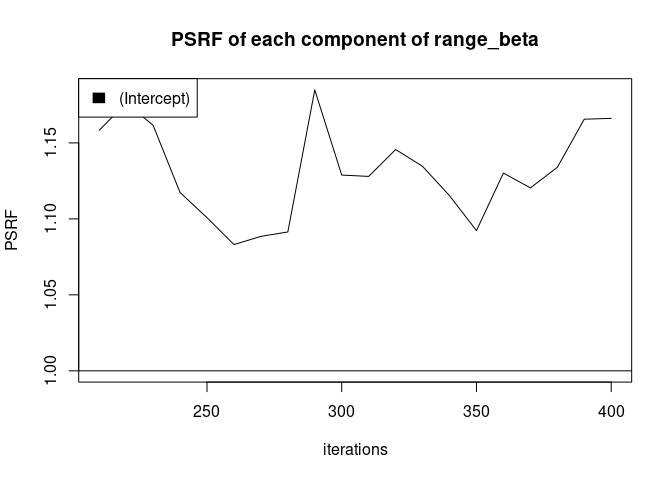 PSRF of each component of range_beta
(Intercept)
PSRF
1.15
1.10
1.05
1.00
250 300 350 400
iterations